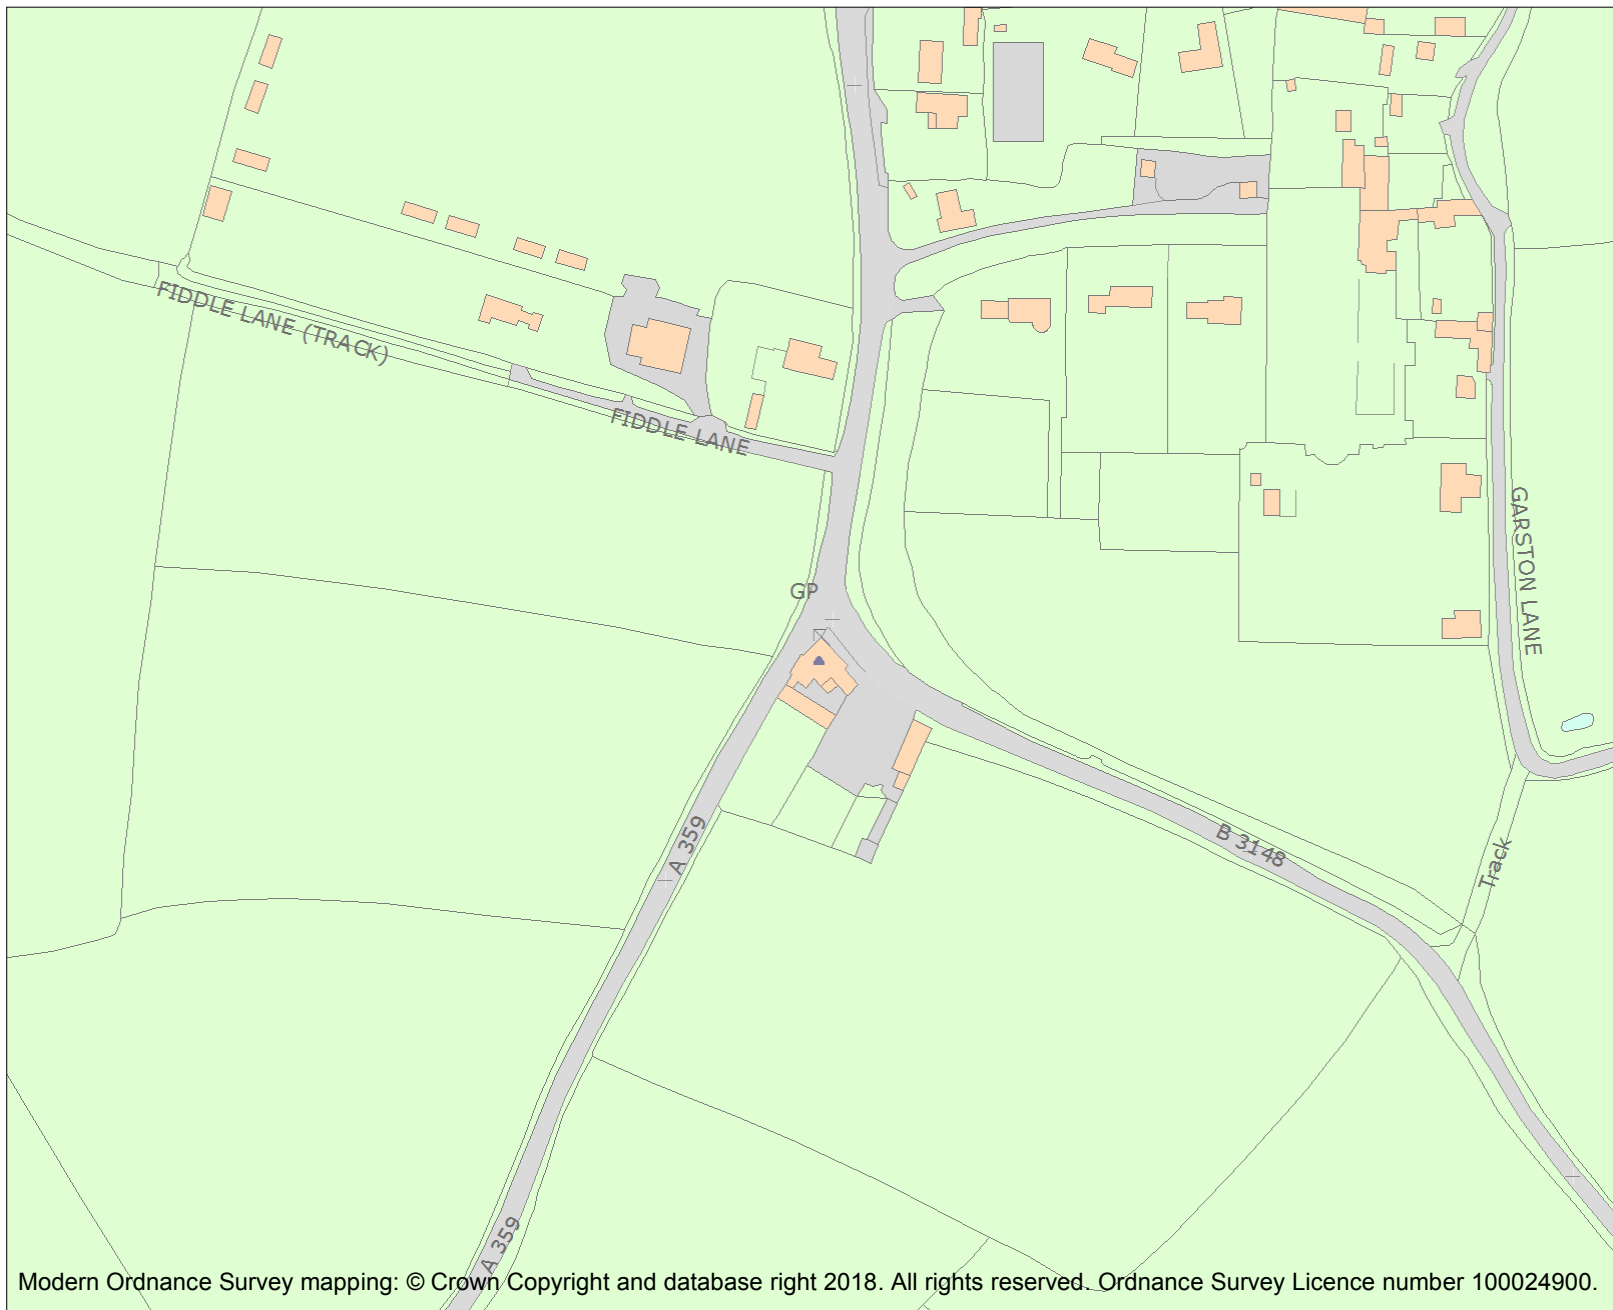 FIDDLE LANE (TRACK)
FIDDLE LANE
GARSTON LANE
GP
A 359
B 3148
Track
A 359
Modern Ordnance Survey mapping: © Crown Copyright and database right 2018. All rights reserved. Ordnance Survey Licence number 100024900.